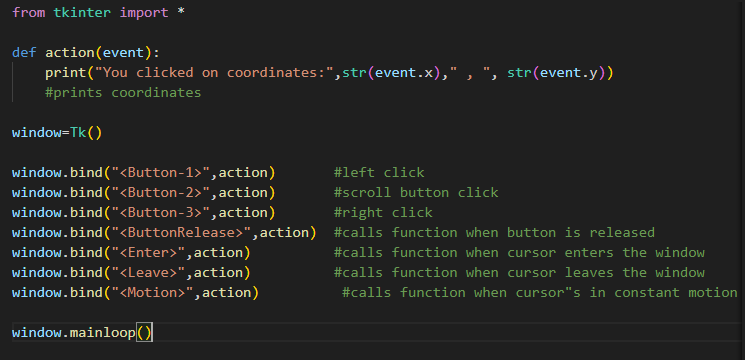 from tkinter import *
def action(event):
    print("You clicked on coordinates:",str(event.x)," , ", str(event.y))
    #prints coordinates
window=Tk()
window.bind("<Button-1>",action)       #left click
window.bind("<Button-2>",action)       #scroll button click
window.bind("<Button-3>",action)       #right click
window.bind("<ButtonRelease>",action)  #calls function when button is released
window.bind("<Enter>",action)          #calls function when cursor enters the window
window.bind("<Leave>",action)          #calls function when cursor leaves the window
window.bind("<Motion>",action)          #calls function when cursor"s in constant motion
window.mainloop()